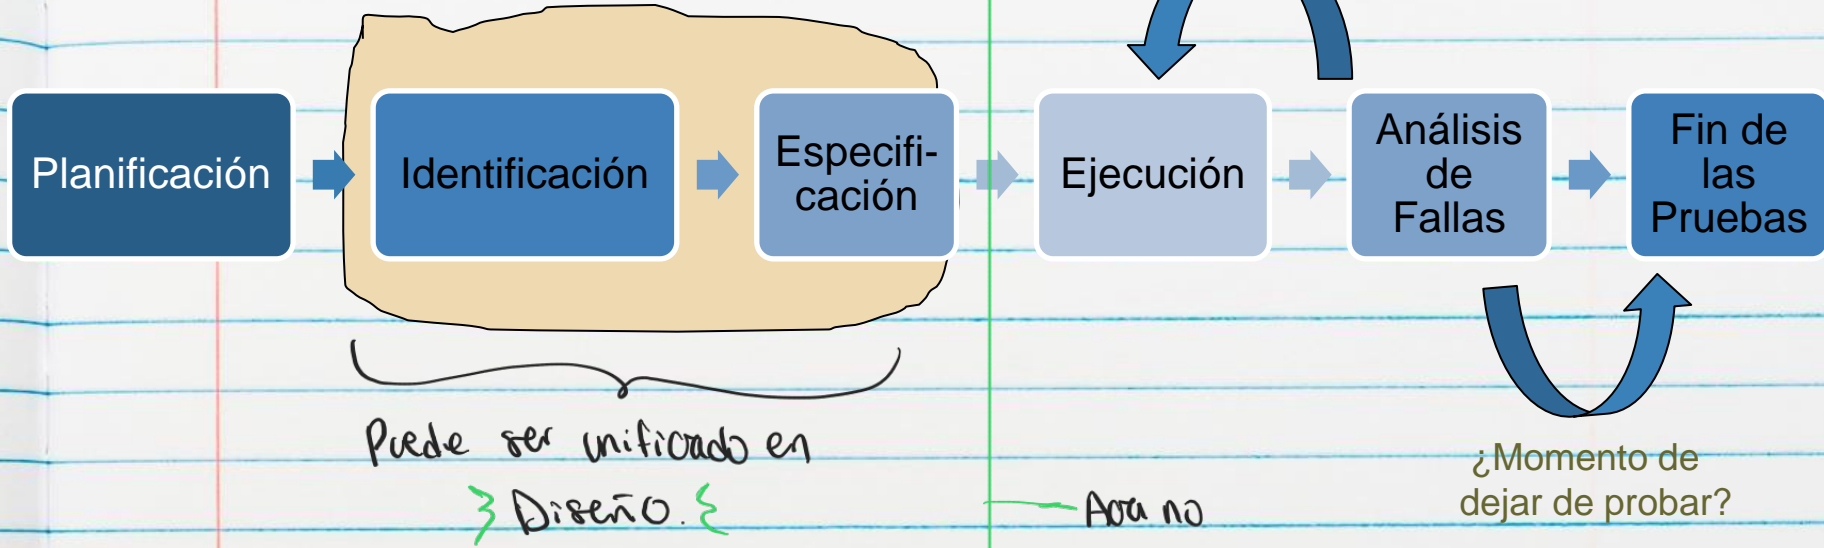 Planificación
Identificación
Especifi-
cación
Ejecución
Análisis
de
Fallas
Fin de
las
Pruebas
Puede ser unificado en
Diseño.
no
¿Momento de
dejar de probar?